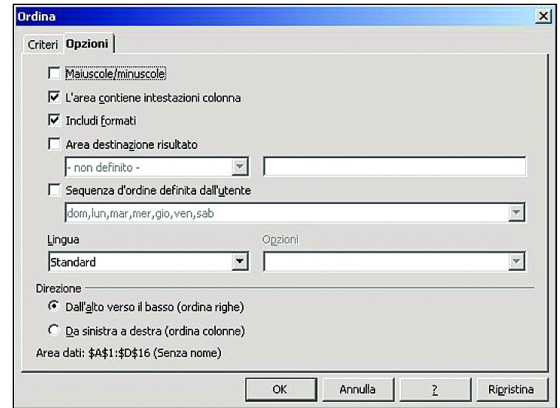 Ordina
Criteri Opzioni
Maiuscole/minuscole
L'area contiene intestazioni colonna
Includi formati
Area destinazione risultato
- non definito -
Sequenza d'ordine definita dall'utente
dom,lun,mar,mer,gio,ven,sab
Lingua Opzioni
Standard
Direzione
Dall'alto verso il basso (ordina righe)
Da sinistra a destra (ordina colonne)
Area dati: $A$1:$D$16 (Senza nome)
OK Annulla ? Ripristina